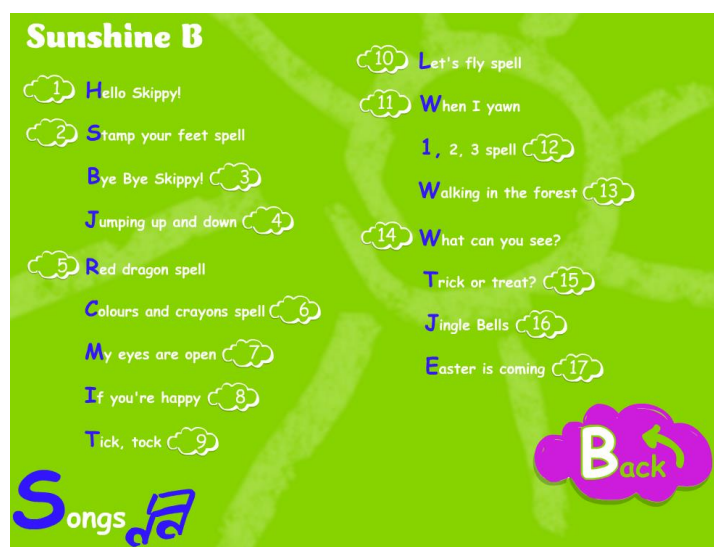 Sunshine B
1 Hello Skippy!
2 Stamp your feet spell
Bye Bye Skippy! 3
Jumping up and down 4
5 Red dragon spell
Colours and crayons spell 6
My eyes are open 7
If you're happy 8
Tick, tock 9
10 Let's fly spell
11 When I yawn
1, 2, 3 spell 12
Walking in the forest 13
14 What can you see?
Trick or treat? 15
Jingle Bells 16
Easter is coming 17
Back
Songs